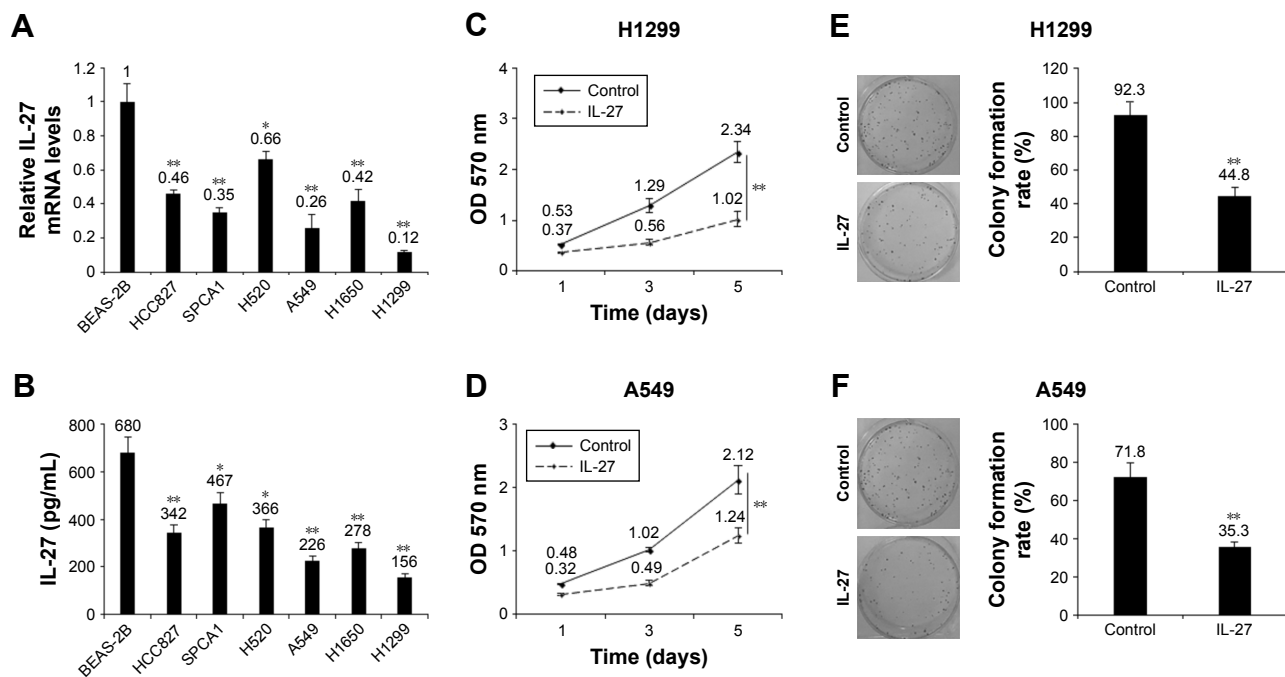 A
Relative IL-27
mRNA levels
1.2
1
0.8
0.6
0.4
0.2
0
1
**
0.46
**
0.35
*
0.66
**
0.26
**
0.42
**
0.12
BEAS-2B
HCC827
SPCA1
H520
A549
H1650
H1299
B
IL-27 (pg/mL)
800
600
400
200
0
680
**
342
*
467
*
366
**
226
**
278
**
156
BEAS-2B
HCC827
SPCA1
H520
A549
H1650
H1299
C
H1299
OD 570 nm
4
3
2
1
0
Control
IL-27
0.53
0.37
1.29
0.56
2.34
1.02
**
1 3 5
Time (days)
D
A549
OD 570 nm
3
2
1
0
Control
IL-27
0.48
0.32
1.02
0.49
2.12
1.24
**
1 3 5
Time (days)
E
H1299
Control
IL-27
Colony formation
rate (%)
120
100
80
60
40
20
0
92.3
**
44.8
Control IL-27
F
A549
Control
IL-27
Colony formation
rate (%)
100
80
60
40
20
0
71.8
**
35.3
Control IL-27